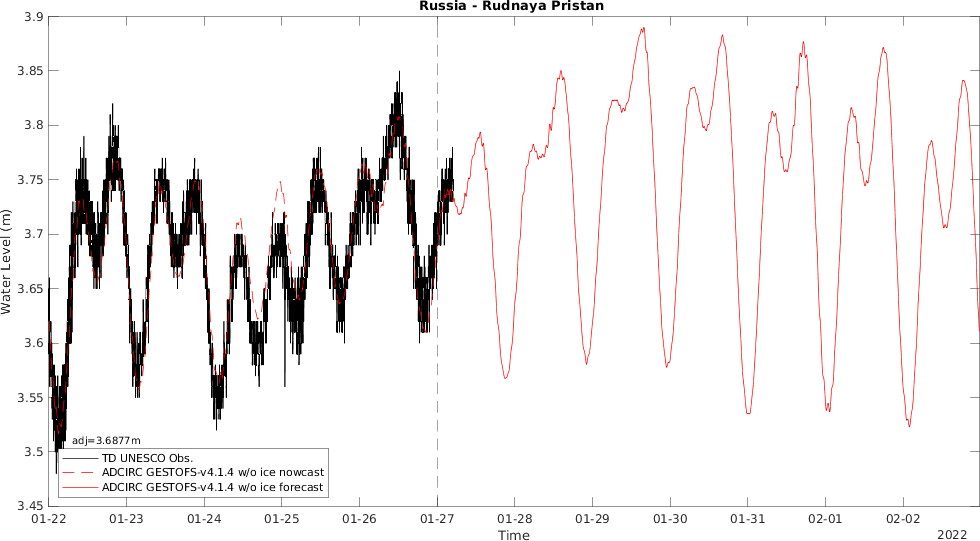 Russia - Rudnaya Pristan
3.9
3.85
3.8
3.75
3.7
3.65
3.6
3.55
3.5
3.45
Water Level (m)
adj=3.6877m
TD UNESCO Obs.
ADCIRC GESTOFS-v4.1.4 w/o ice nowcast
ADCIRC GESTOFS-v4.1.4 w/o ice forecast
01-22 01-23 01-24 01-25 01-26 01-27 01-28 01-29 01-30 01-31 02-01 02-02
Time
2022